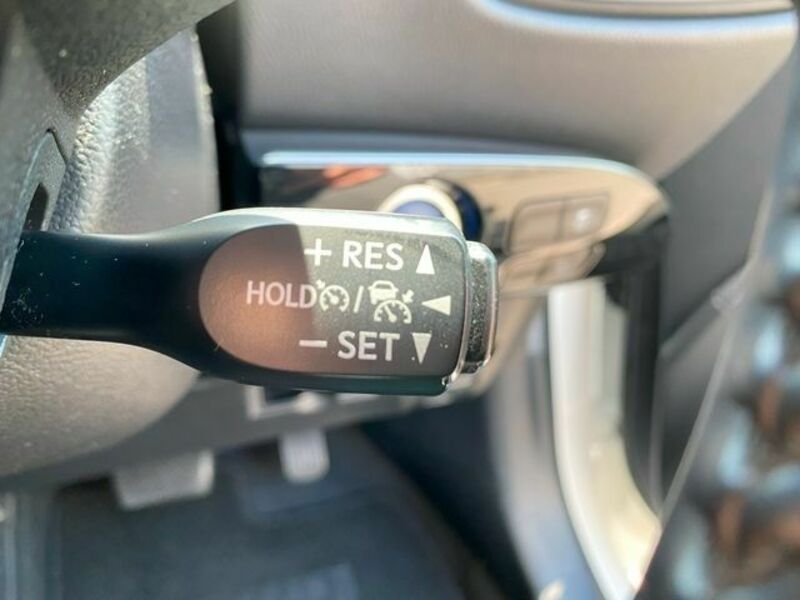 + RES ▲
HOLD / ◀
− SET ▼